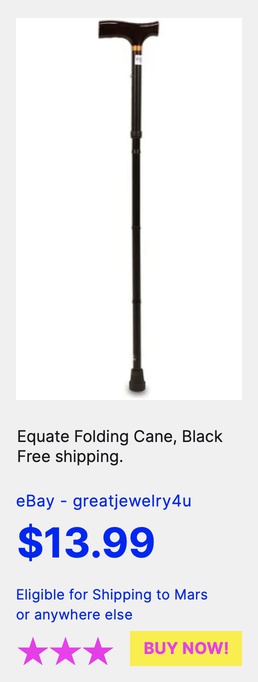 Equate Folding Cane, Black
Free shipping.
eBay - greatjewelry4u
$13.99
Eligible for Shipping to Mars
or anywhere else
BUY NOW!